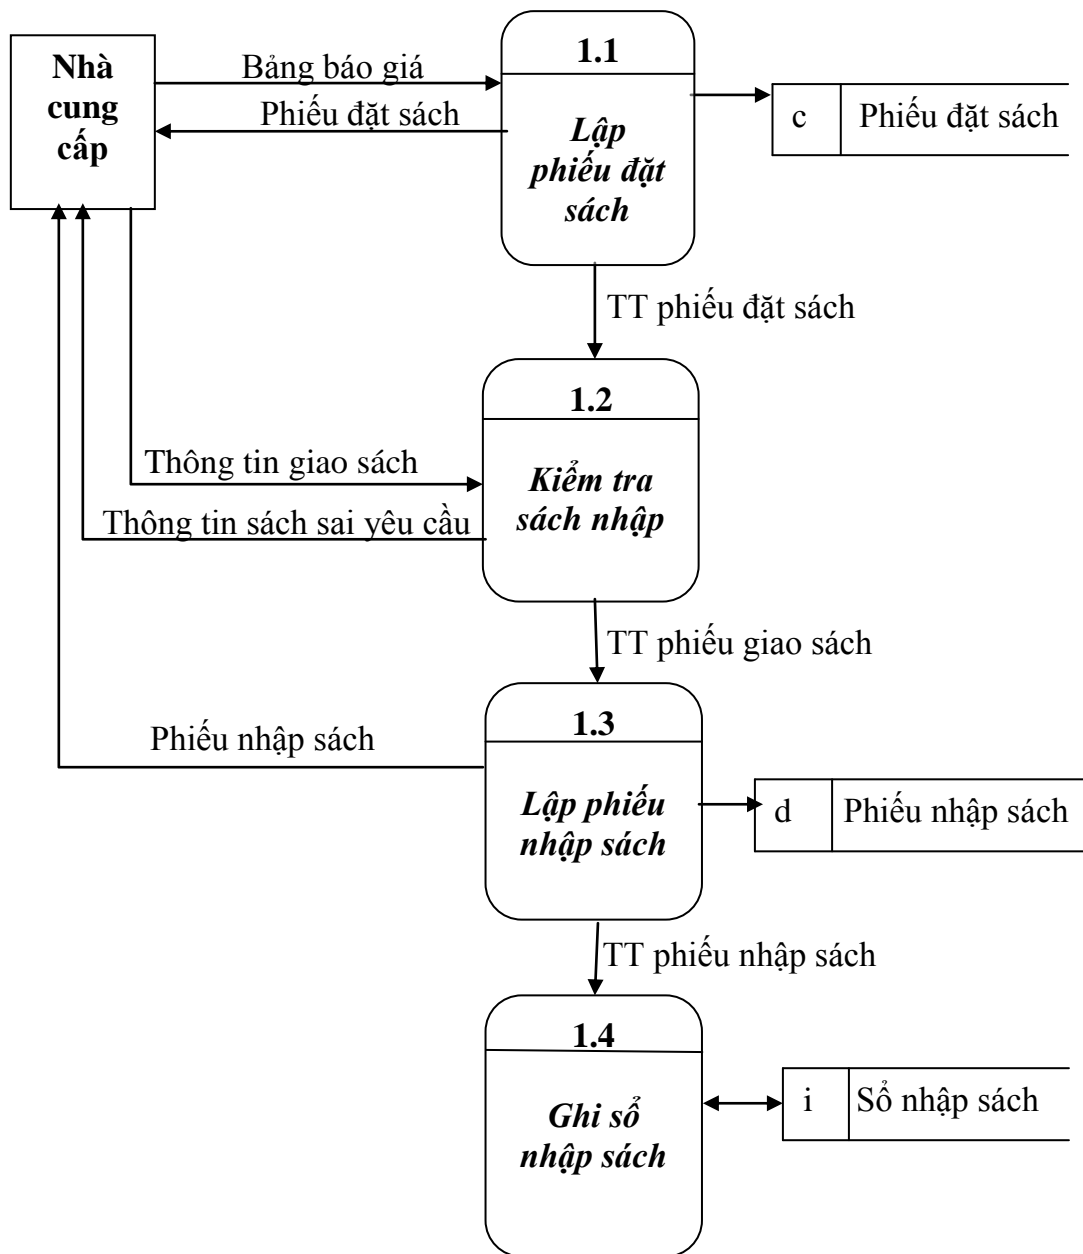 Nhà
cung
cấp
Bảng báo giá
Phiếu đặt sách
1.1
Lập
phiếu đặt
sách
c Phiếu đặt sách
TT phiếu đặt sách
1.2
Kiểm tra
sách nhập
Thông tin giao sách
Thông tin sách sai yêu cầu
TT phiếu giao sách
1.3
Lập phiếu
nhập sách
Phiếu nhập sách
d Phiếu nhập sách
TT phiếu nhập sách
1.4
Ghi sổ
nhập sách
i Sổ nhập sách